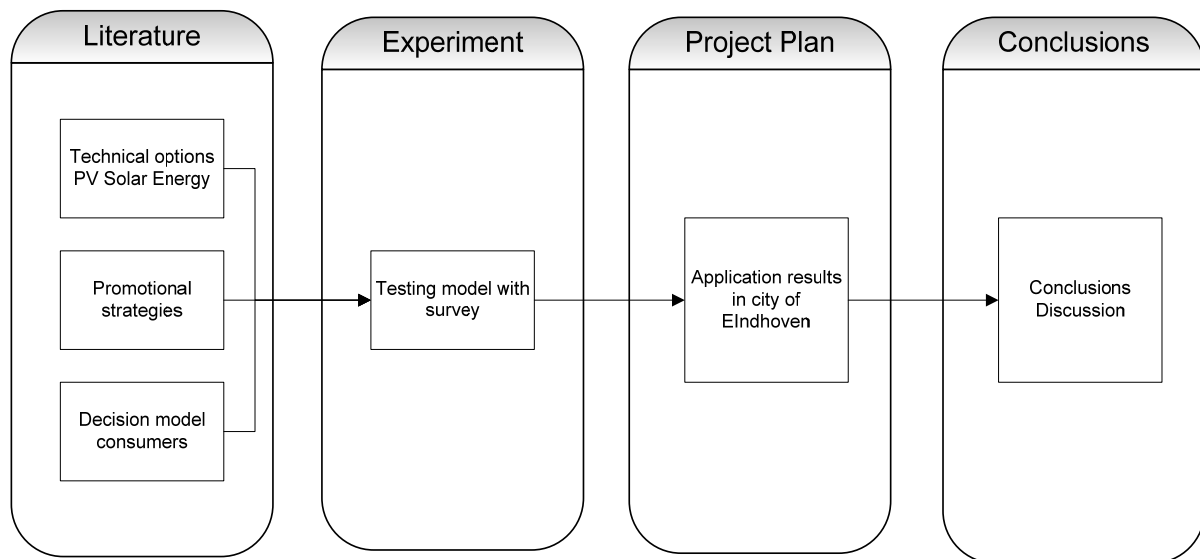 Literature
Technical options
PV Solar Energy
Promotional
strategies
Decision model
consumers
Experiment
Testing model with
survey
Project Plan
Application results
in city of
EIndhoven
Conclusions
Conclusions
Discussion